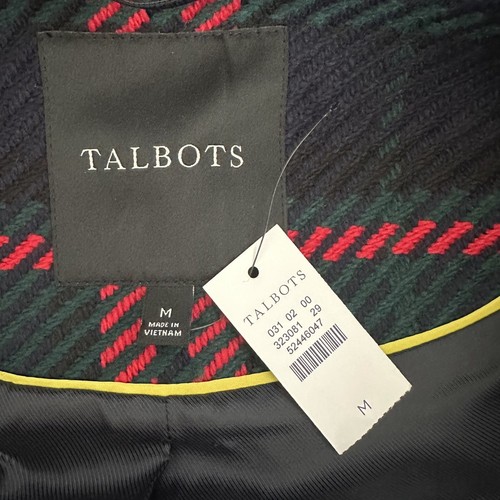 TALBOTS
M
MADE IN
VIETNAM
TALBOTS
031 02 00
323081 29
52446047
M